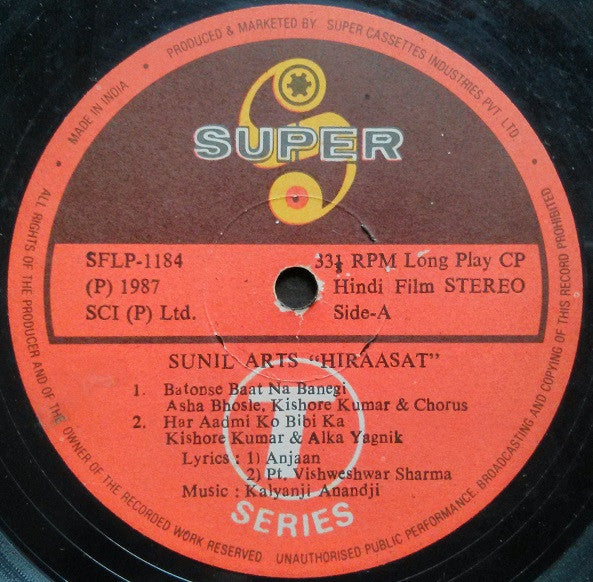 • MADE IN INDIA • PRODUCED & MARKETED BY SUPER CASSETTES INDUSTRIES PVT. LTD. •
SUPER
SFLP-1184
33⅓ RPM Long Play CP
(P) 1987
Hindi Film STEREO
SCI (P) Ltd.
Side-A
SUNIL ARTS "HIRAASAT"
1. Batonse Baat Na Banegi
Asha Bhosle, Kishore Kumar & Chorus
2. Har Aadmi Ko Bibi Ka
Kishore Kumar & Alka Yagnik
Lyrics : 1) Anjaan
2) Pt. Vishweshwar Sharma
Music : Kalyanji Anandji
7
SERIES
ALL RIGHTS OF THE PRODUCER AND OF THE OWNER OF THE RECORDED WORK RESERVED UNAUTHORISED PUBLIC PERFORMANCE, BROADCASTING AND COPYING OF THIS RECORD PROHIBITED